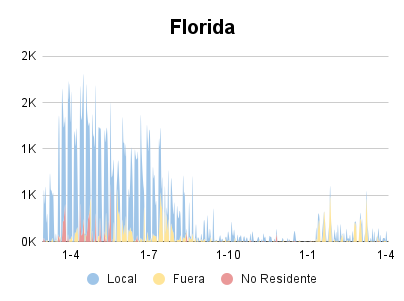 Florida
2K
2K
1K
1K
0K
1-4 1-7 1-10 1-1 1-4
Local Fuera No Residente